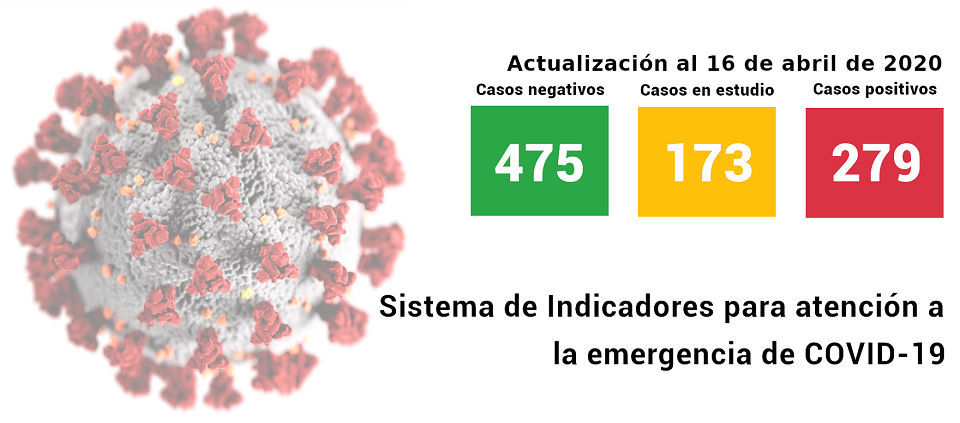 Actualización al 16 de abril de 2020
Casos negativos Casos en estudio Casos positivos
475 173 279
Sistema de Indicadores para atención a
la emergencia de COVID-19